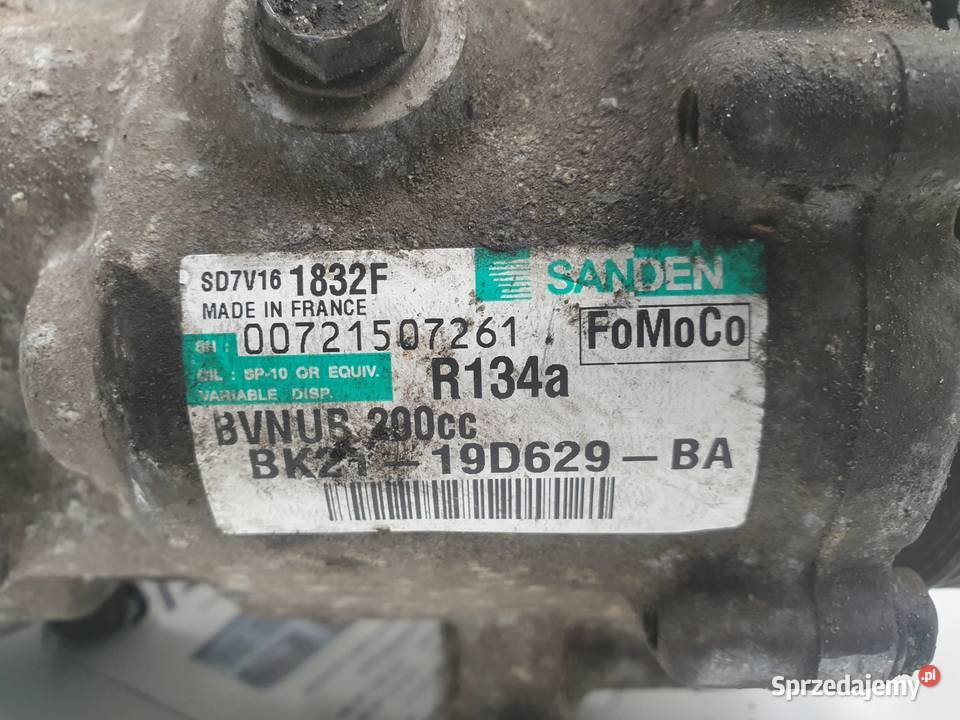 SD7V16 1832F SANDEN
MADE IN FRANCE
SN : 00721507261 FoMoCo
OIL : SP-10 OR EQUIV. R134a
VARIABLE DISP.
200cc
BK21-19D629-BA
Sprzedajemy.pl